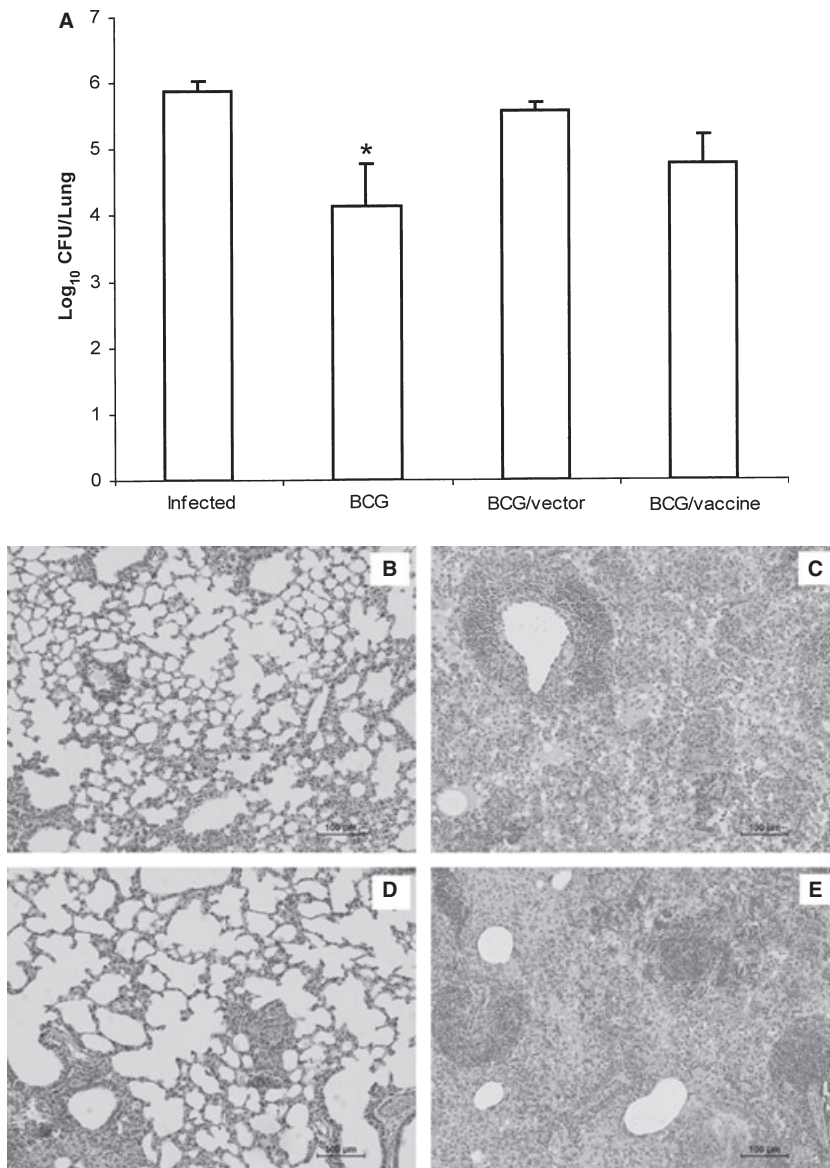 A
7
6
5
4
3
2
1
0
Log10 CFU/Lung
*
Infected BCG BCG/vector BCG/vaccine
B
100 µm
C
100 µm
D
100 µm
E
100 µm